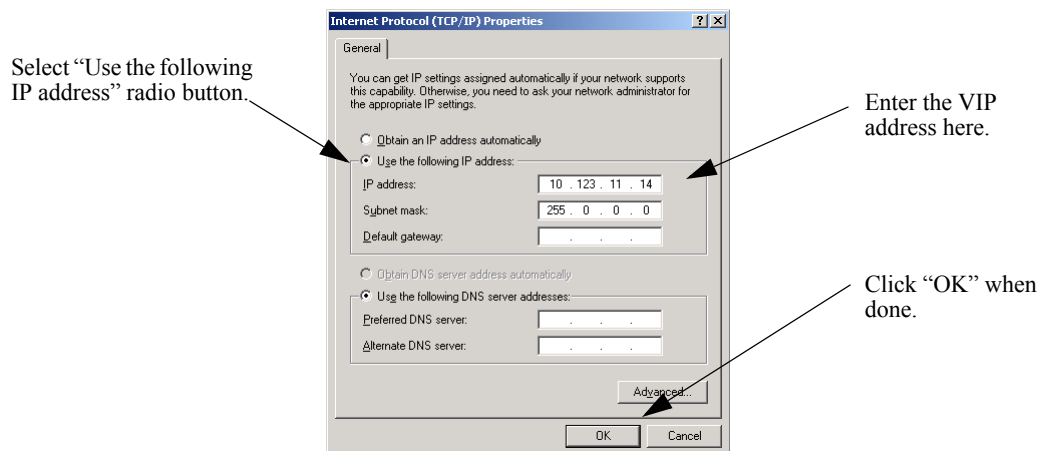 Internet Protocol (TCP/IP) Properties
General
Select “Use the following
IP address” radio button.
You can get IP settings assigned automatically if your network supports
this capability. Otherwise, you need to ask your network administrator for
the appropriate IP settings.
Enter the VIP
address here.
Obtain an IP address automatically
Use the following IP address:
IP address: 10 . 123 . 11 . 14
Subnet mask: 255 . 0 . 0 . 0
Default gateway: . . .
Obtain DNS server address automatically
Use the following DNS server addresses:
Preferred DNS server: . . .
Alternate DNS server: . . .
Click “OK” when
done.
Advanced...
OK Cancel